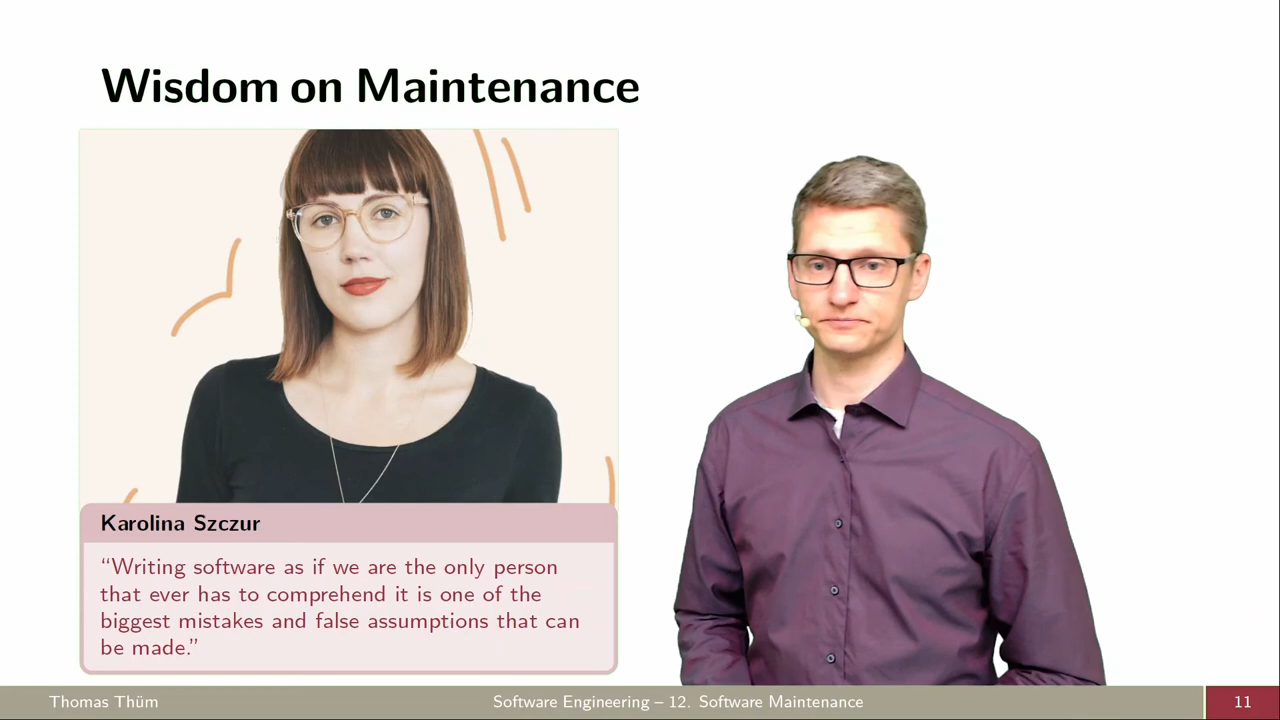 Wisdom on Maintenance
Karolina Szczur
“Writing software as if we are the only person
that ever has to comprehend it is one of the
biggest mistakes and false assumptions that can
be made.”
Thomas Thüm
Software Engineering – 12. Software Maintenance
11